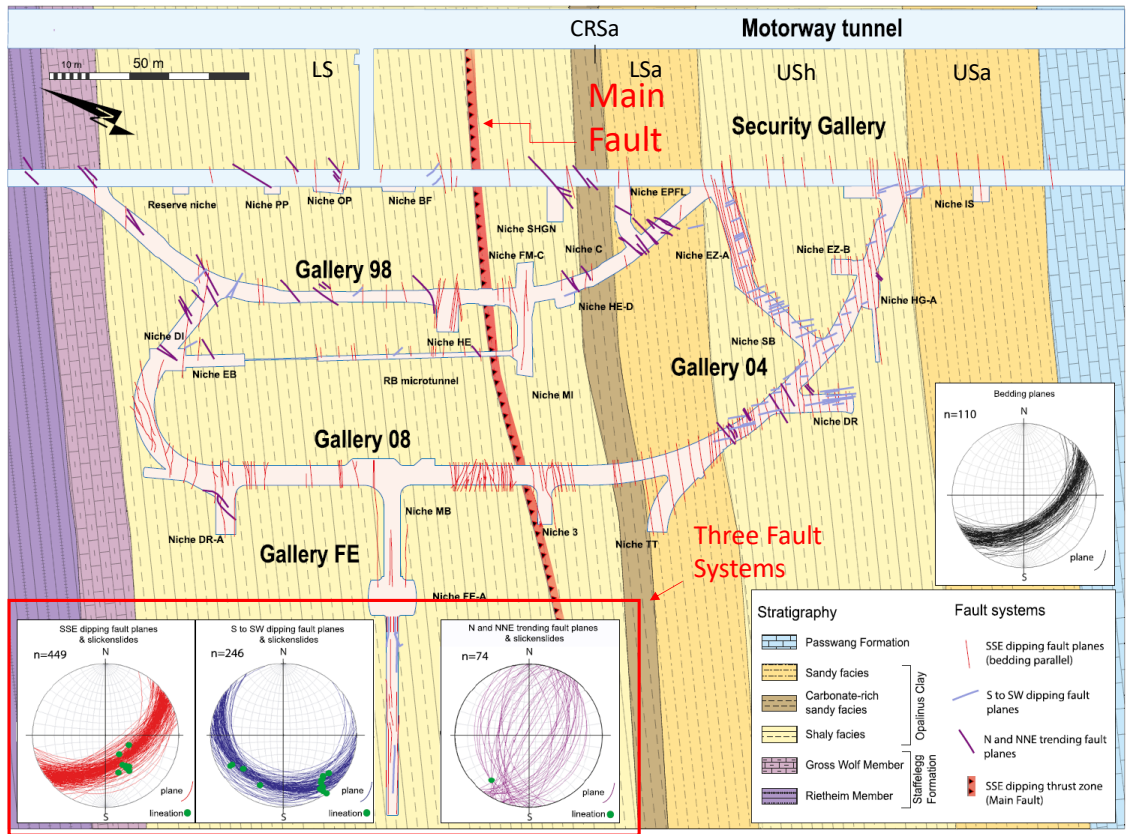 CRSa
Motorway tunnel
10 m
50 m
LS
LSa
USh
USa
Main
Fault
Security Gallery
Reserve niche
Niche PP
Niche OP
Niche BF
Niche EPFL
Niche IS
Niche SHGN
Niche C
Niche FM-C
Niche EZ-A
Niche EZ-B
Gallery 98
Niche HE-D
Niche HG-A
Niche DI
Niche HE
Niche SB
Niche EB
RB microtunnel
Gallery 04
Niche MI
Niche DR
Gallery 08
Niche MB
Niche DR-A
Niche 3
Niche TT
Gallery FE
Three Fault
Systems
Niche FE-A
Bedding planes
n=110
N
plane
S
SSE dipping fault planes
& slickenslides
n=449
N
plane
S
lineation
S to SW dipping fault planes
& slickenslides
n=246
N
plane
S
lineation
N and NNE trending fault planes
& slickenslides
n=74
N
plane
S
lineation
Stratigraphy
Passwang Formation
Sandy facies
Carbonate-rich
sandy facies
Shaly facies
Opalinus Clay
Gross Wolf Member
Rietheim Member
Staffelegg
Formation
Fault systems
SSE dipping fault planes
(bedding parallel)
S to SW dipping fault
planes
N and NNE trending fault
planes
SSE dipping thrust zone
(Main Fault)